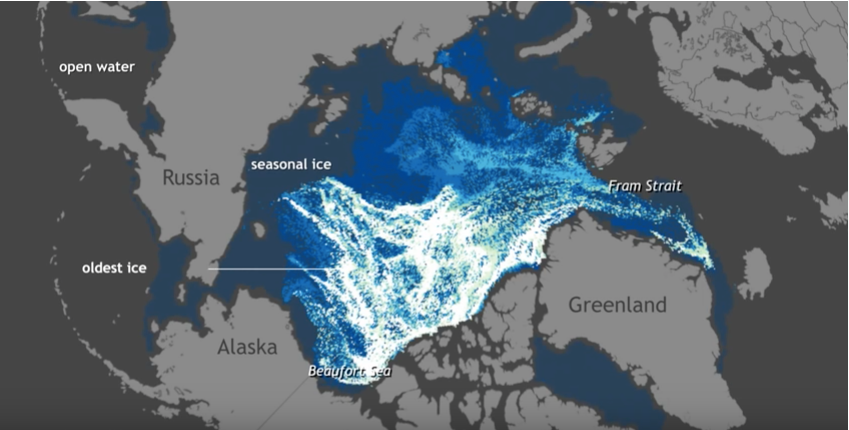 open water
seasonal ice
Russia
Fram Strait
oldest ice
Greenland
Alaska
Beaufort Sea